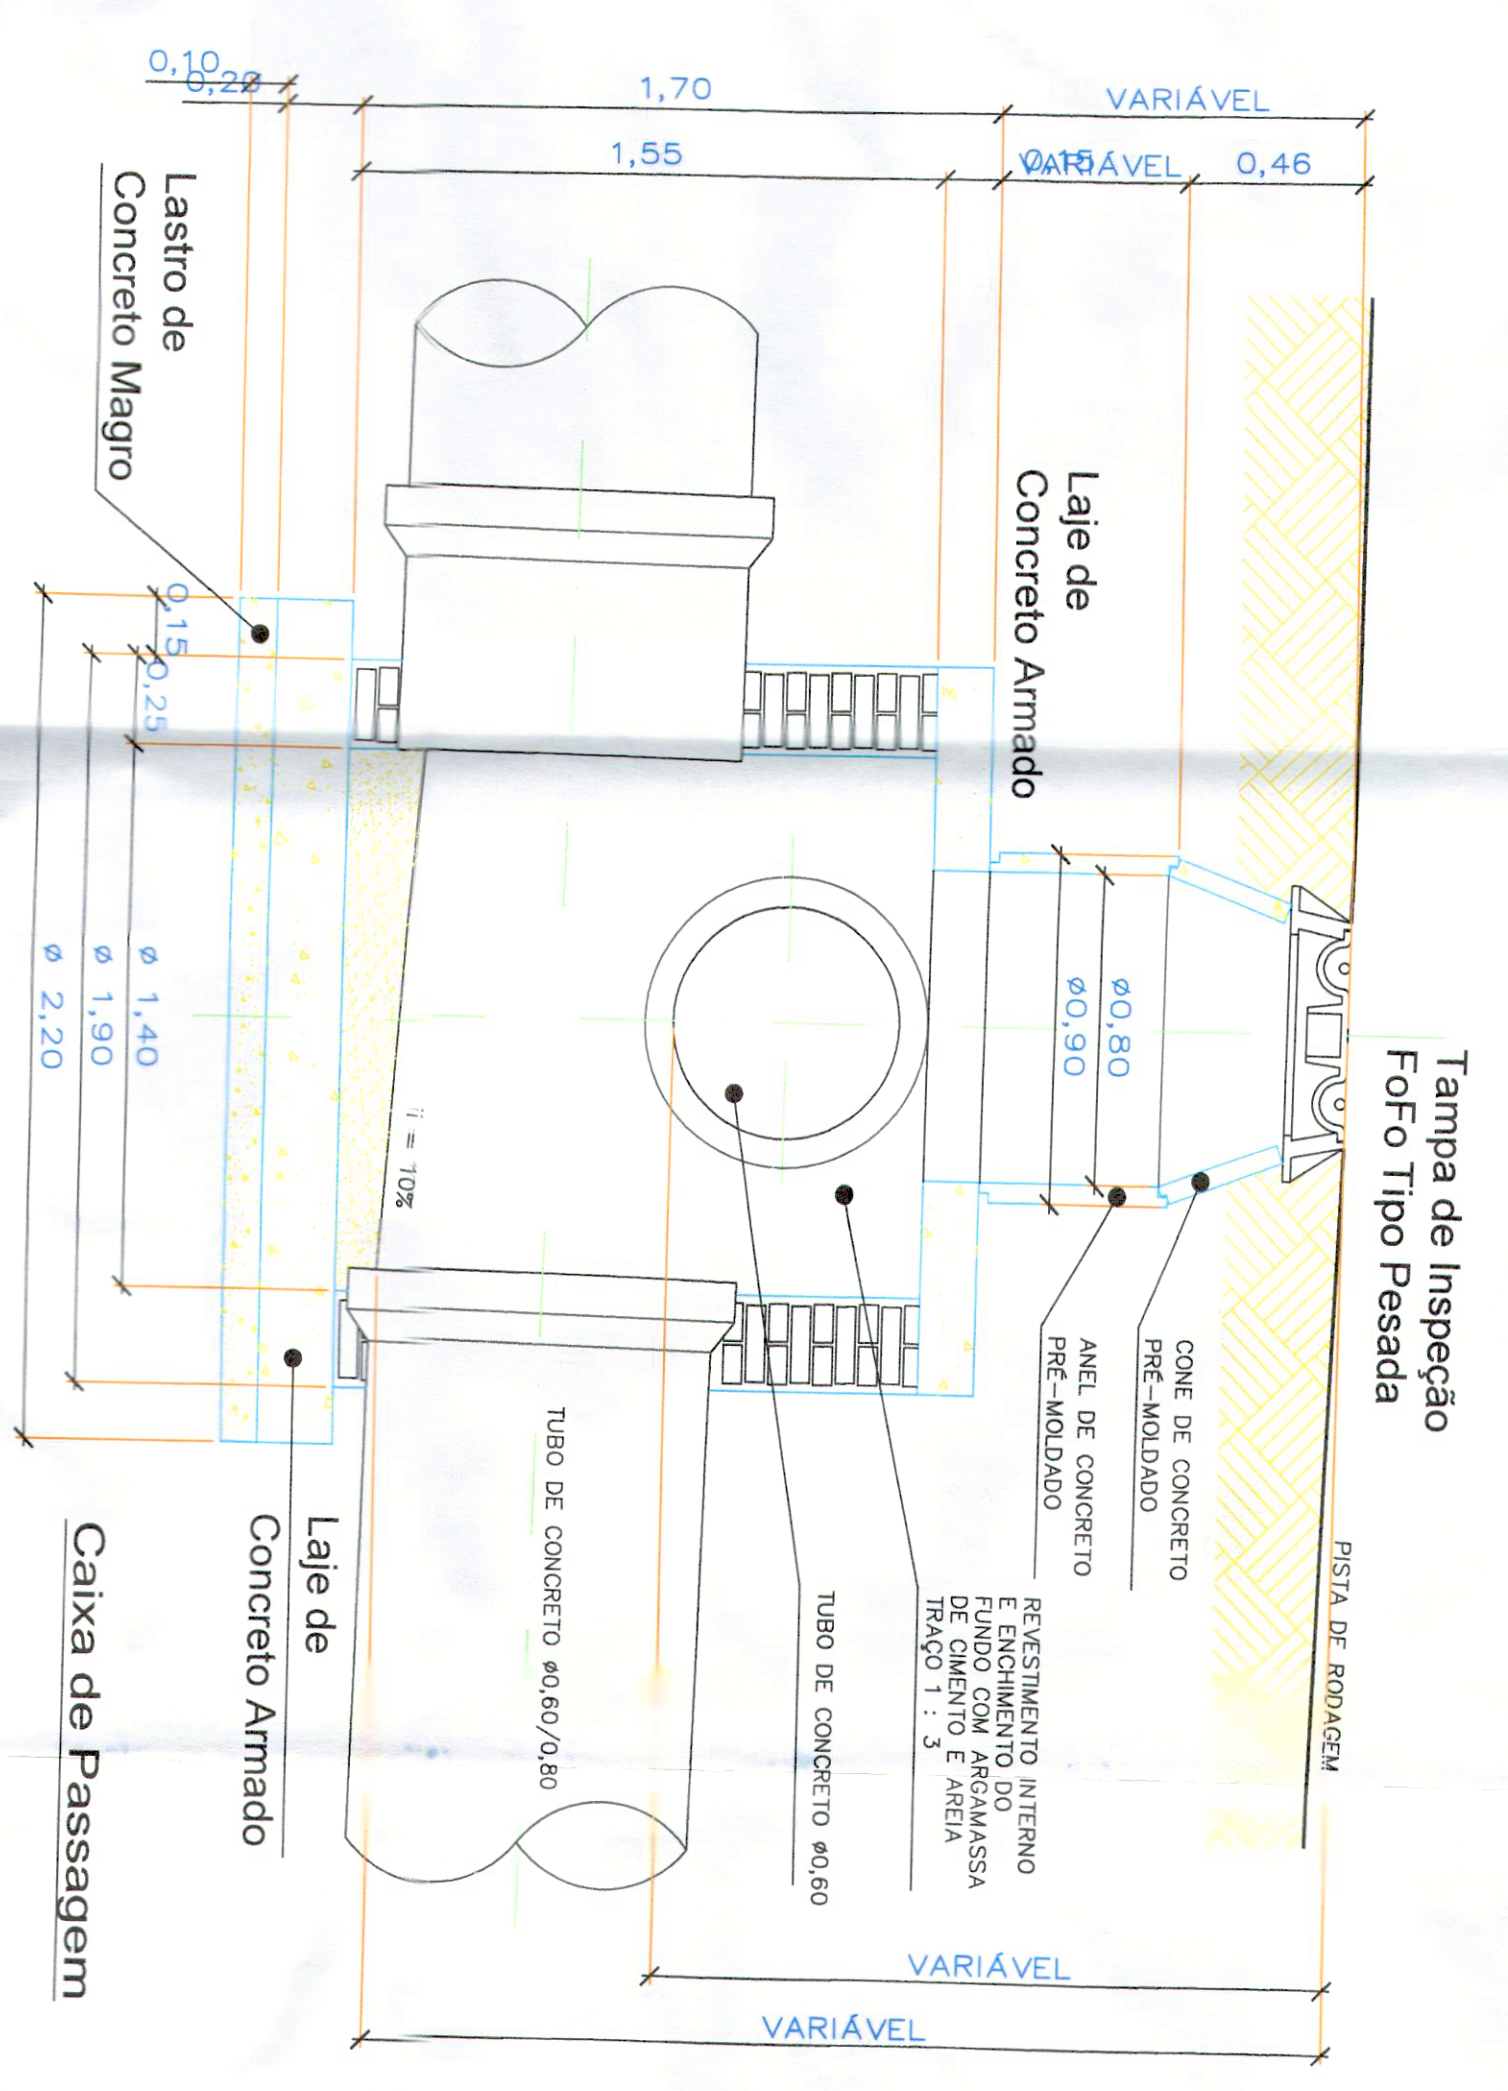 Tampa de Inspeção
FoFo Tipo Pesada
PISTA DE RODAGEM
0,46
VARIÁVEL
VARIÁVEL
0,15
1,70
1,55
0,10
0,20
Laje de
Concreto Armado
ø0,80
ø0,90
CONE DE CONCRETO
PRÉ-MOLDADO
ANEL DE CONCRETO
PRÉ-MOLDADO
REVESTIMENTO INTERNO
E ENCHIMENTO DO
FUNDO COM ARGAMASSA
DE CIMENTO E AREIA
TRAÇO 1 : 3
TUBO DE CONCRETO ø0,60
TUBO DE CONCRETO ø0,60/0,80
VARIÁVEL
VARIÁVEL
i = 10%
Lastro de
Concreto Magro
0,15
0,25
ø 1,40
ø 1,90
ø 2,20
Laje de
Concreto Armado
Caixa de Passagem